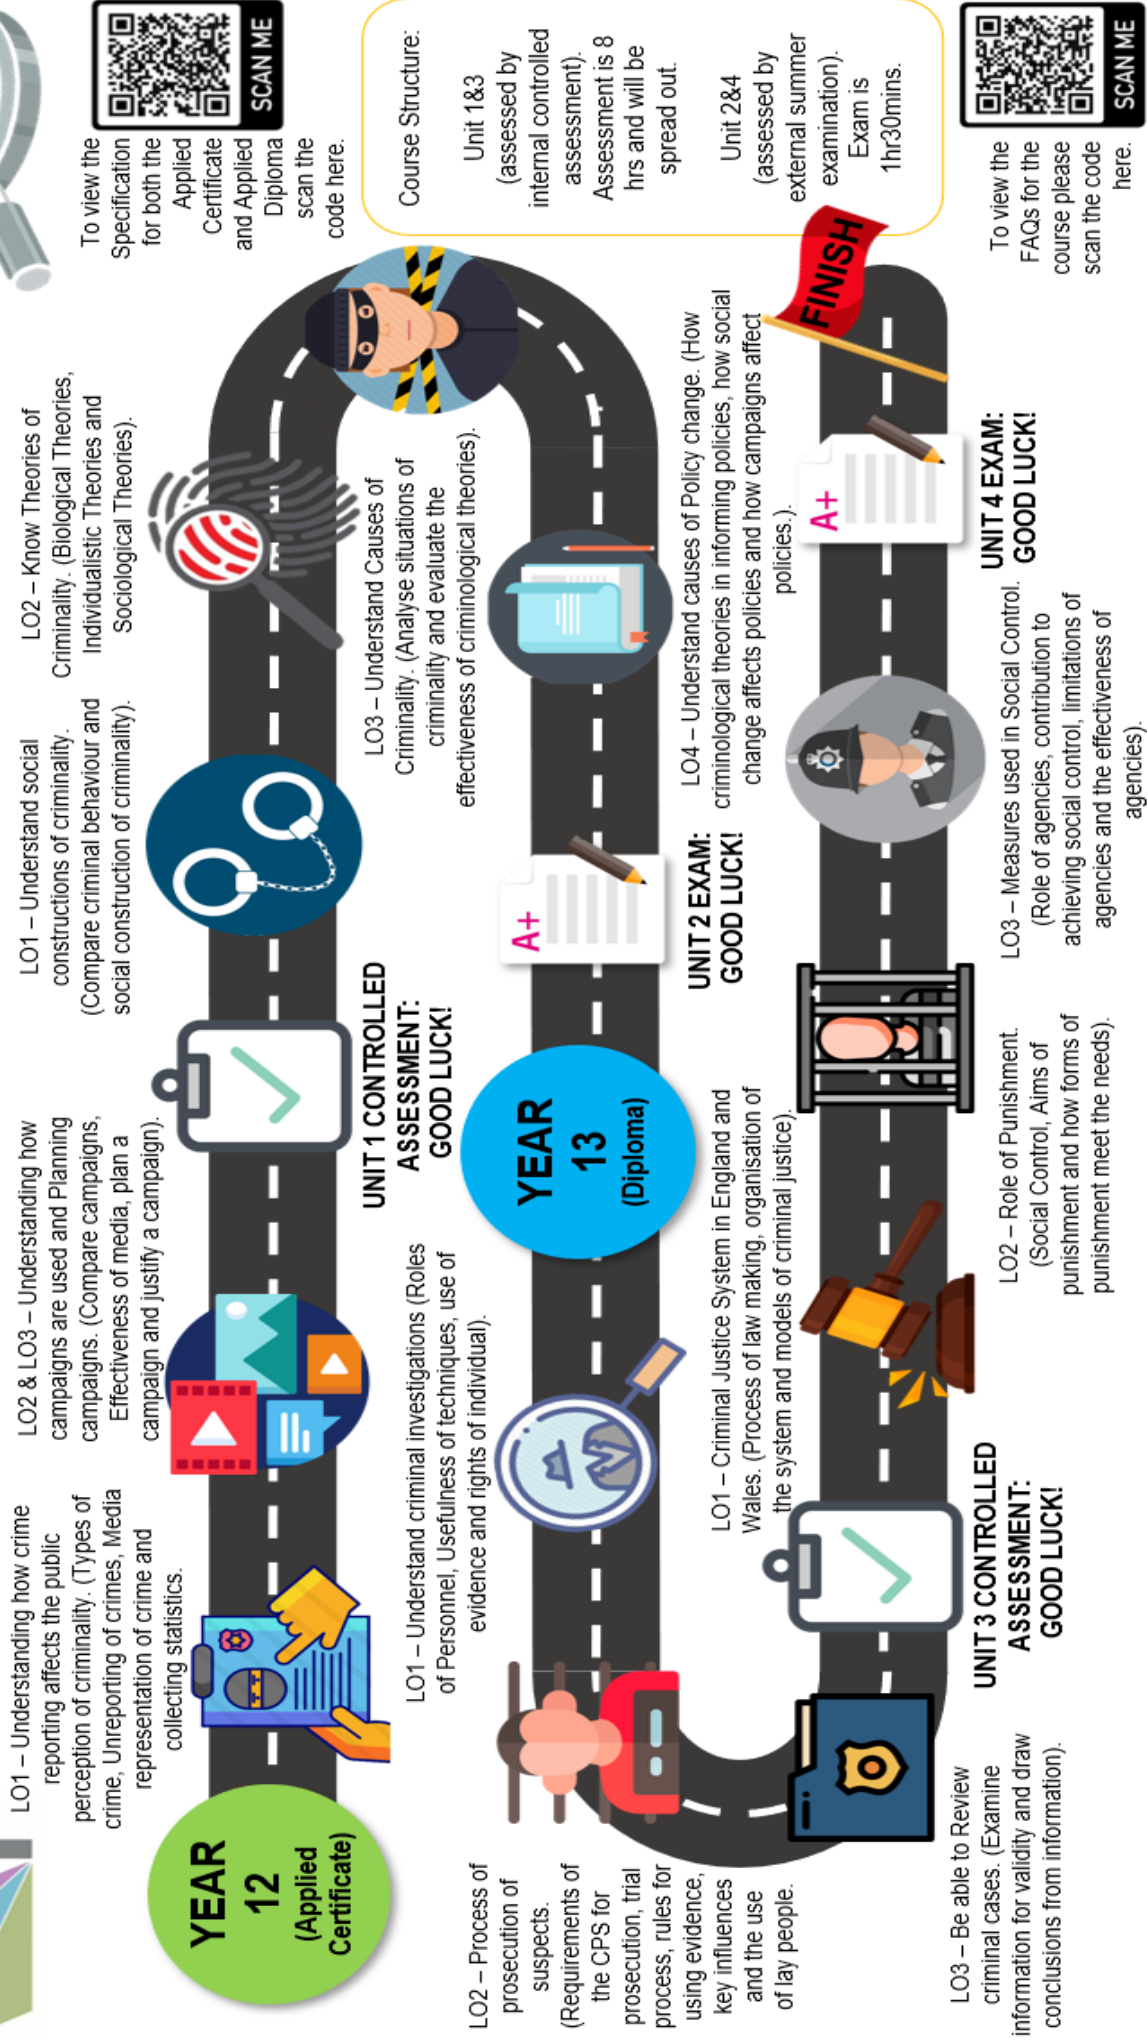 LO1 – Understanding how crime
reporting affects the public
perception of criminality. (Types of
crime, Unreporting of crimes, Media
representation of crime and
collecting statistics.
LO2 & LO3 – Understanding how
campaigns are used and Planning
campaigns. (Compare campaigns,
Effectiveness of media, plan a
campaign and justify a campaign).
LO1 – Understand social
constructions of criminality.
(Compare criminal behaviour and
social construction of criminality).
LO2 – Know Theories of
Criminality. (Biological Theories,
Individualistic Theories and
Sociological Theories).
To view the
Specification
for both the
Applied
Certificate
and Applied
Diploma
scan the
code here.
SCAN ME
YEAR
12
(Applied
Certificate)
UNIT 1 CONTROLLED
ASSESSMENT:
GOOD LUCK!
LO3 – Understand Causes of
Criminality. (Analyse situations of
criminality and evaluate the
effectiveness of criminological theories).
Course Structure:
Unit 1&3
(assessed by
internal controlled
assessment).
Assessment is 8
hrs and will be
spread out.
Unit 2&4
(assessed by
external summer
examination).
Exam is
1hr30mins.
LO1 – Understand criminal investigations (Roles
of Personnel, Usefulness of techniques, use of
evidence and rights of individual).
YEAR
13
(Diploma)
A+
UNIT 2 EXAM:
GOOD LUCK!
LO2 – Process of
prosecution of
suspects.
(Requirements of
the CPS for
prosecution, trial
process, rules for
using evidence,
key influences
and the use
of lay people.
LO1 – Criminal Justice System in England and
Wales. (Process of law making, organisation of
the system and models of criminal justice).
LO4 – Understand causes of Policy change. (How
criminological theories in informing policies, how social
change affects policies and how campaigns affect
policies.).
A+
FINISH
LO3 – Be able to Review
criminal cases. (Examine
information for validity and draw
conclusions from information).
UNIT 3 CONTROLLED
ASSESSMENT:
GOOD LUCK!
LO2 – Role of Punishment.
(Social Control, Aims of
punishment and how forms of
punishment meet the needs).
LO3 – Measures used in Social Control.
(Role of agencies, contribution to
achieving social control, limitations of
agencies and the effectiveness of
agencies).
UNIT 4 EXAM:
GOOD LUCK!
To view the
FAQs for the
course please
scan the code
here.
SCAN ME